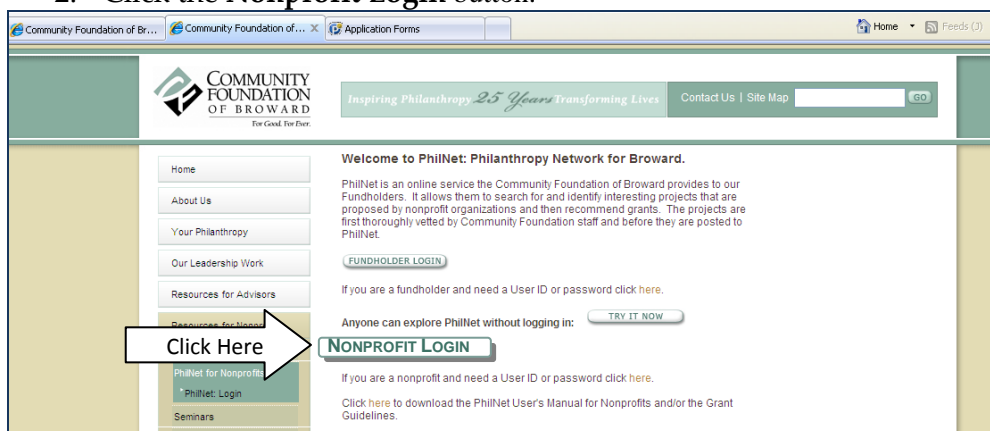 2. Click the Nonprofit Login button.
Community Foundation of Br...
Community Foundation of... X
Application Forms
Home
Feeds (J)
COMMUNITY
FOUNDATION
OF BROWARD
For Good. For Ever.
Inspiring Philanthropy 25 Years Transforming Lives
Contact Us | Site Map
GO
Home
About Us
Your Philanthropy
Our Leadership Work
Resources for Advisors
Resources for Nonpr
PhilNet for Nonprofits
PhilNet: Login
Seminars
Click Here
Welcome to PhilNet: Philanthropy Network for Broward.
PhilNet is an online service the Community Foundation of Broward provides to our
Fundholders. It allows them to search for and identify interesting projects that are
proposed by nonprofit organizations and then recommend grants. The projects are
first thoroughly vetted by Community Foundation staff and before they are posted to
PhilNet.
FUNDHOLDER LOGIN
If you are a fundholder and need a User ID or password click here.
Anyone can explore PhilNet without logging in: TRY IT NOW
NONPROFIT LOGIN
If you are a nonprofit and need a User ID or password click here.
Click here to download the PhilNet User's Manual for Nonprofits and/or the Grant
Guidelines.